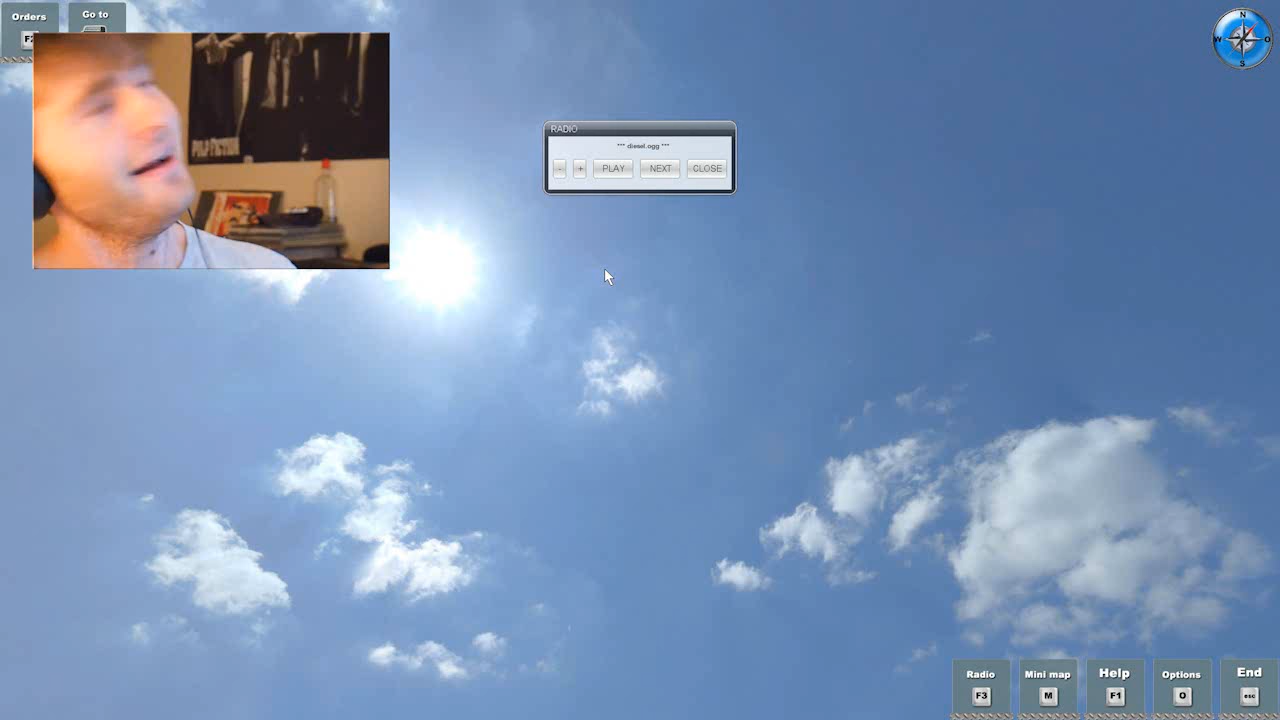 Orders
Go to
F2
PULP FICTION
N
W
O
S
RADIO
*** diesel.ogg ***
-
+
PLAY
NEXT
CLOSE
Radio
Mini map
Help
Options
End
F3
M
F1
O
esc